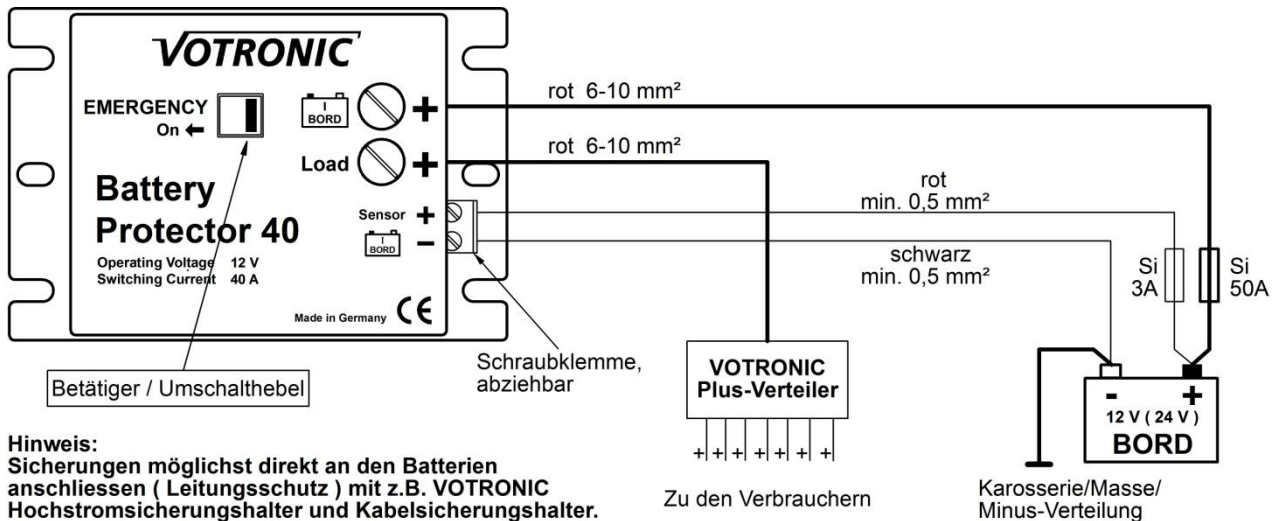 VOTRONIC
EMERGENCY
On ←
I
BORD
+
Load
+
Battery
Protector 40
Sensor +
I
BORD
−
Operating Voltage 12 V
Switching Current 40 A
Made in Germany CE
Betätiger / Umschalthebel
Schraubklemme,
abziehbar
rot 6-10 mm²
rot 6-10 mm²
rot
min. 0,5 mm²
schwarz
min. 0,5 mm²
Si
3A
Si
50A
VOTRONIC
Plus-Verteiler
+ + + + + + +
Zu den Verbrauchern
- +
12 V ( 24 V )
BORD
Karosserie/Masse/
Minus-Verteilung
Hinweis:
Sicherungen möglichst direkt an den Batterien
anschliessen ( Leitungsschutz ) mit z.B. VOTRONIC
Hochstromsicherungshalter und Kabelsicherungshalter.